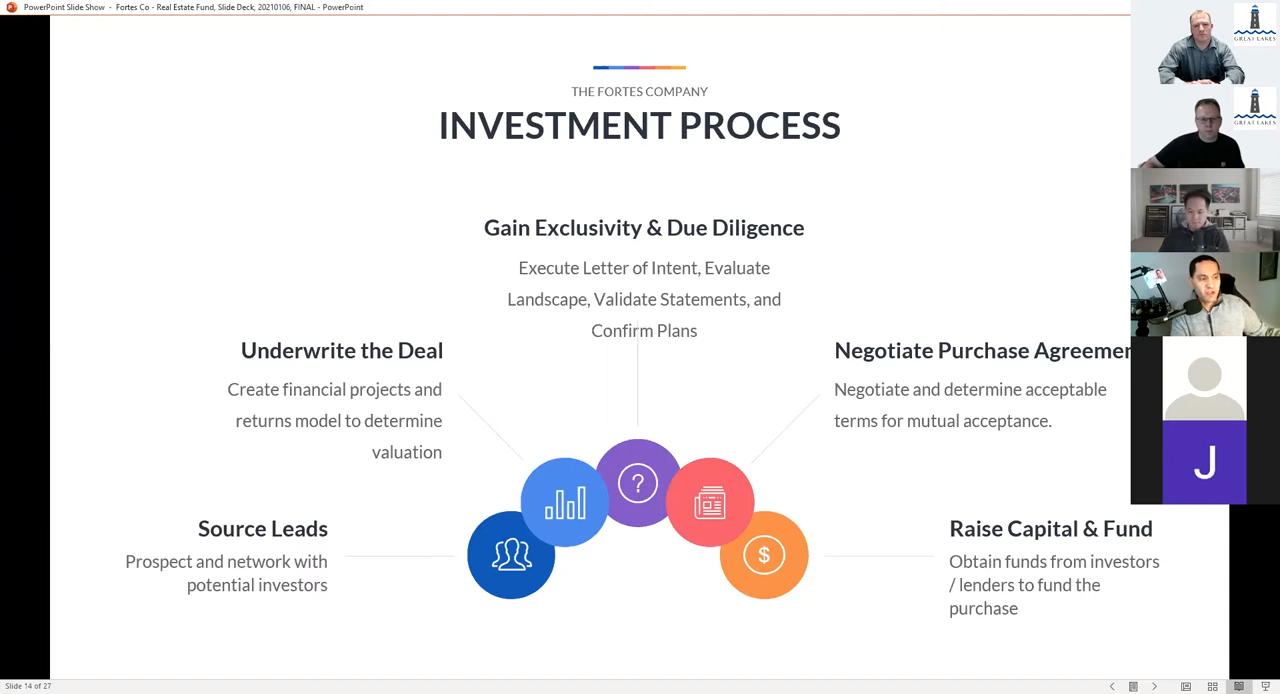 PowerPoint Slide Show - Fortes Co - Real Estate Fund, Slide Deck, 20210106, FINAL - PowerPoint
GREAT LAKES
GREAT LAKES
THE FORTES COMPANY
INVESTMENT PROCESS
Gain Exclusivity & Due Diligence
Execute Letter of Intent, Evaluate
Landscape, Validate Statements, and
Confirm Plans
Underwrite the Deal
Create financial projects and
returns model to determine
valuation
Negotiate Purchase Agreemen
Negotiate and determine acceptable
terms for mutual acceptance.
J
?
$
Source Leads
Prospect and network with
potential investors
Raise Capital & Fund
Obtain funds from investors
/ lenders to fund the
purchase
Slide 14 of 27